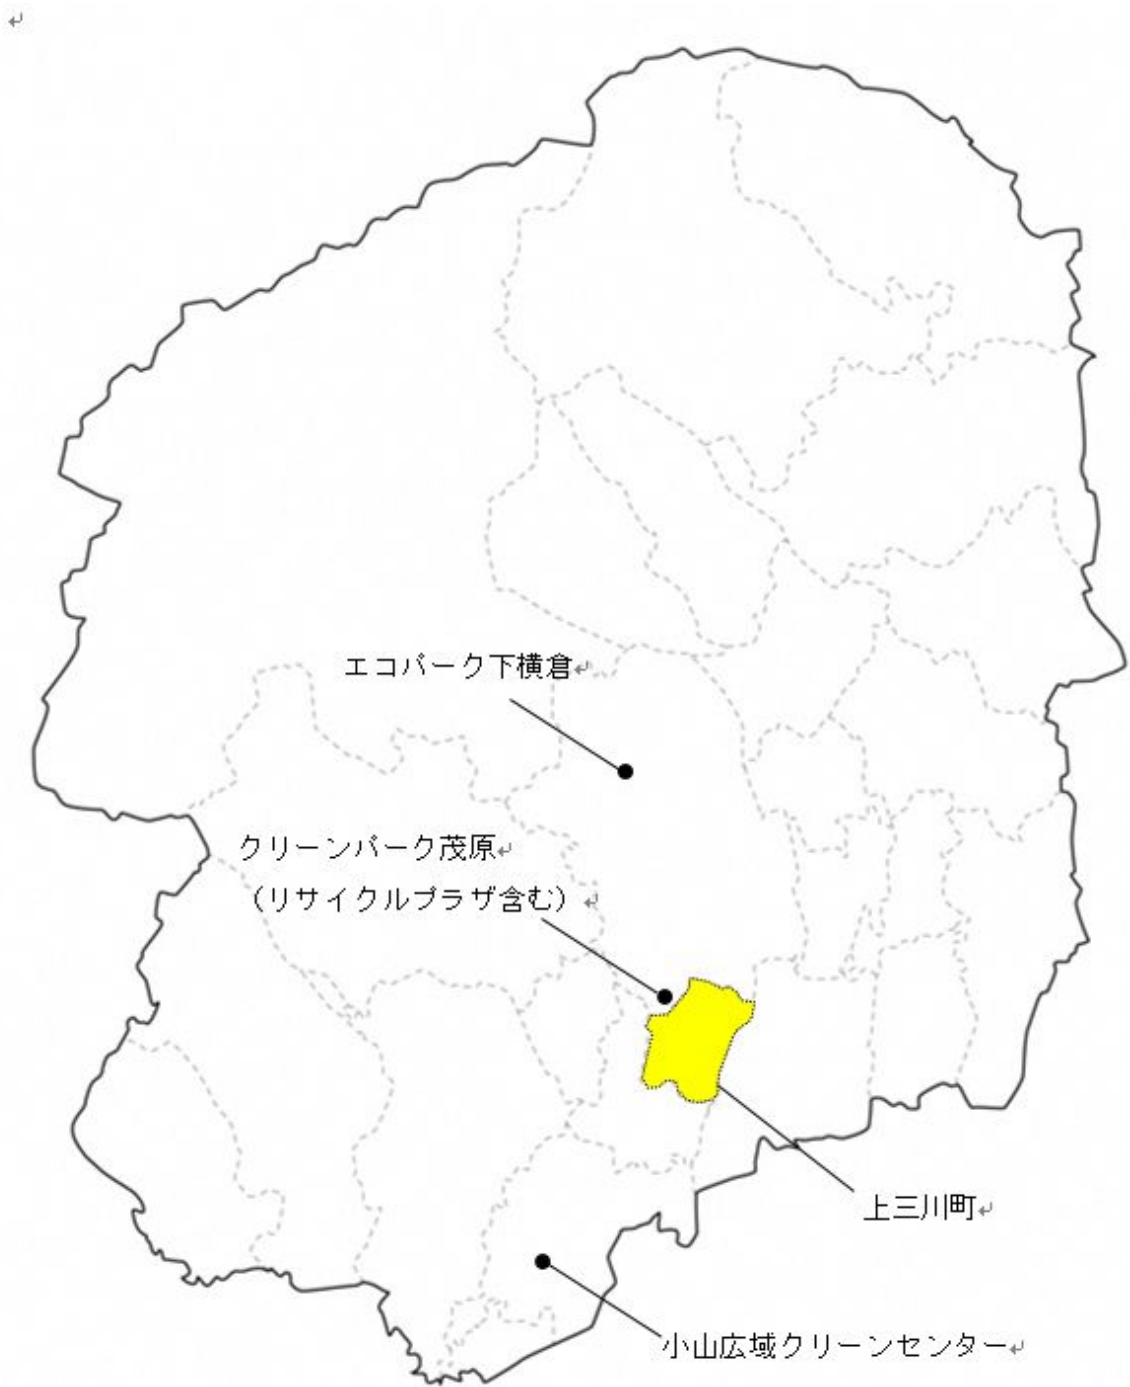 エコパーク下横倉
クリーンパーク茂原
（リサイクルプラザ含む）
上三川町
小山広域クリーンセンター